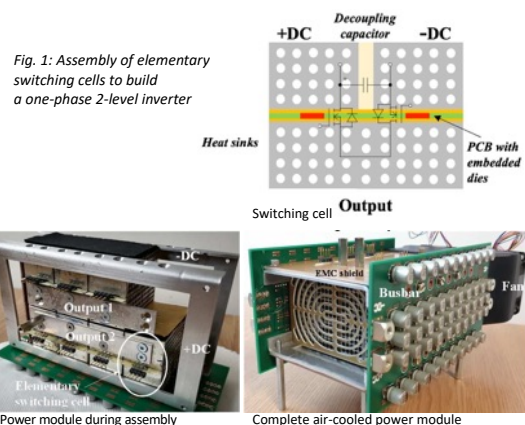 Fig. 1: Assembly of elementary
switching cells to build
a one-phase 2-level inverter
Decoupling
capacitor
+DC
-DC
Heat sinks
PCB with
embedded
dies
Output
Switching cell
-DC
Output 1
Output 2
+DC
Elementary
switching cell
EMC shield
Busbar
Fan
Power module during assembly
Complete air-cooled power module